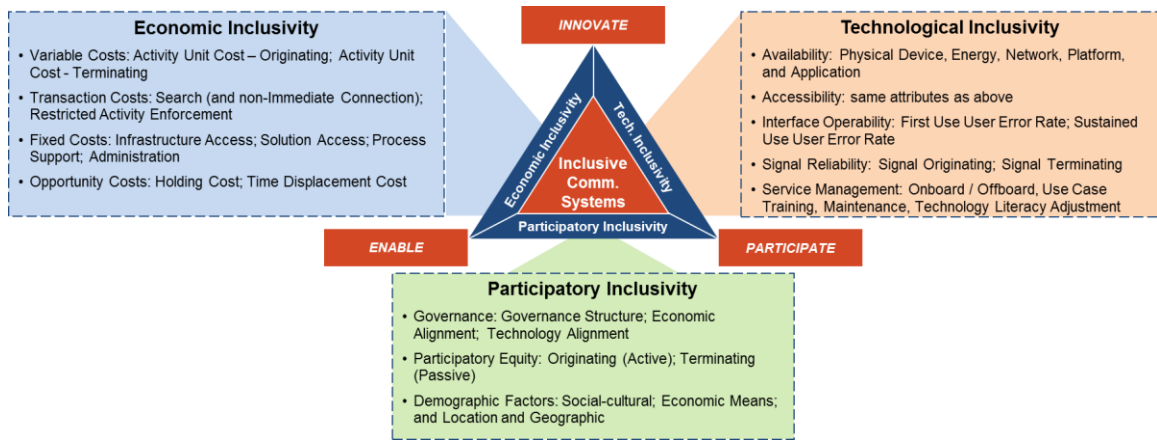 Economic Inclusivity
• Variable Costs: Activity Unit Cost – Originating; Activity Unit
Cost - Terminating
• Transaction Costs: Search (and non-Immediate Connection);
Restricted Activity Enforcement
• Fixed Costs: Infrastructure Access; Solution Access; Process
Support; Administration
• Opportunity Costs: Holding Cost; Time Displacement Cost
INNOVATE
Technological Inclusivity
• Availability: Physical Device, Energy, Network, Platform,
and Application
• Accessibility: same attributes as above
• Interface Operability: First Use User Error Rate; Sustained
Use User Error Rate
• Signal Reliability: Signal Originating; Signal Terminating
• Service Management: Onboard / Offboard, Use Case
Training, Maintenance, Technology Literacy Adjustment
Economic Inclusivity
Tech. Inclusivity
Inclusive
Comm.
Systems
Participatory Inclusivity
ENABLE
PARTICIPATE
Participatory Inclusivity
• Governance: Governance Structure; Economic
Alignment; Technology Alignment
• Participatory Equity: Originating (Active); Terminating
(Passive)
• Demographic Factors: Social-cultural; Economic Means;
and Location and Geographic